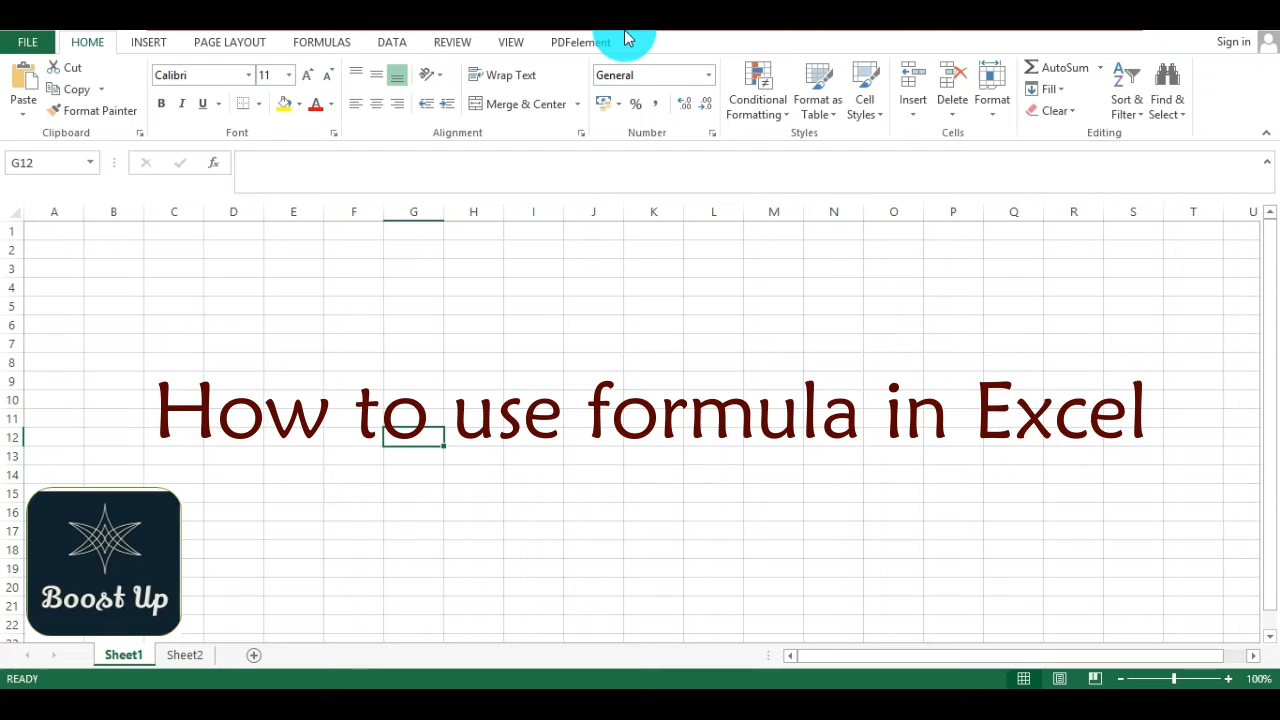 FILE HOME INSERT PAGE LAYOUT FORMULAS DATA REVIEW VIEW PDFelement Sign in
Cut
Copy
Format Painter
Paste
Clipboard
Calibri 11
B I U
Font
Wrap Text
Merge & Center
Alignment
General
%
Number
Conditional Formatting
Format as Table
Cell Styles
Styles
Insert Delete Format
Cells
AutoSum
Fill
Clear
Sort & Filter
Find & Select
Editing
G12 fx
A B C D E F G H I J K L M N O P Q R S T U
1
2
3
4
5
6
7
8
9
10
11
12
13
14
15
16
17
18
19
20
21
22
How to use formula in Excel
Boost Up
Sheet1 Sheet2
READY 100%